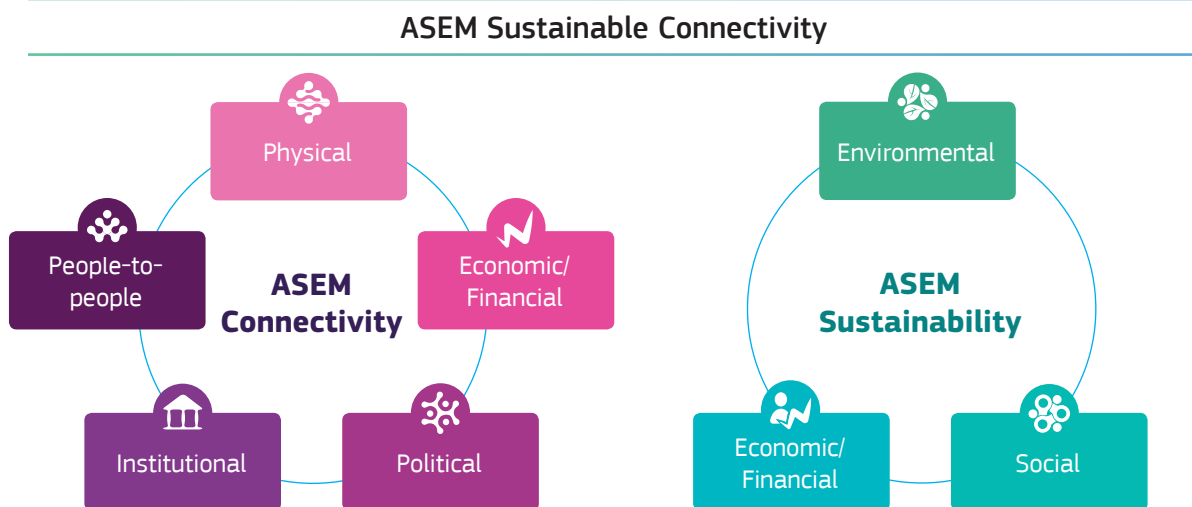 ASEM Sustainable Connectivity
Physical
Economic/
Financial
Political
Institutional
People-to-
people
ASEM
Connectivity
Environmental
Social
Economic/
Financial
ASEM
Sustainability